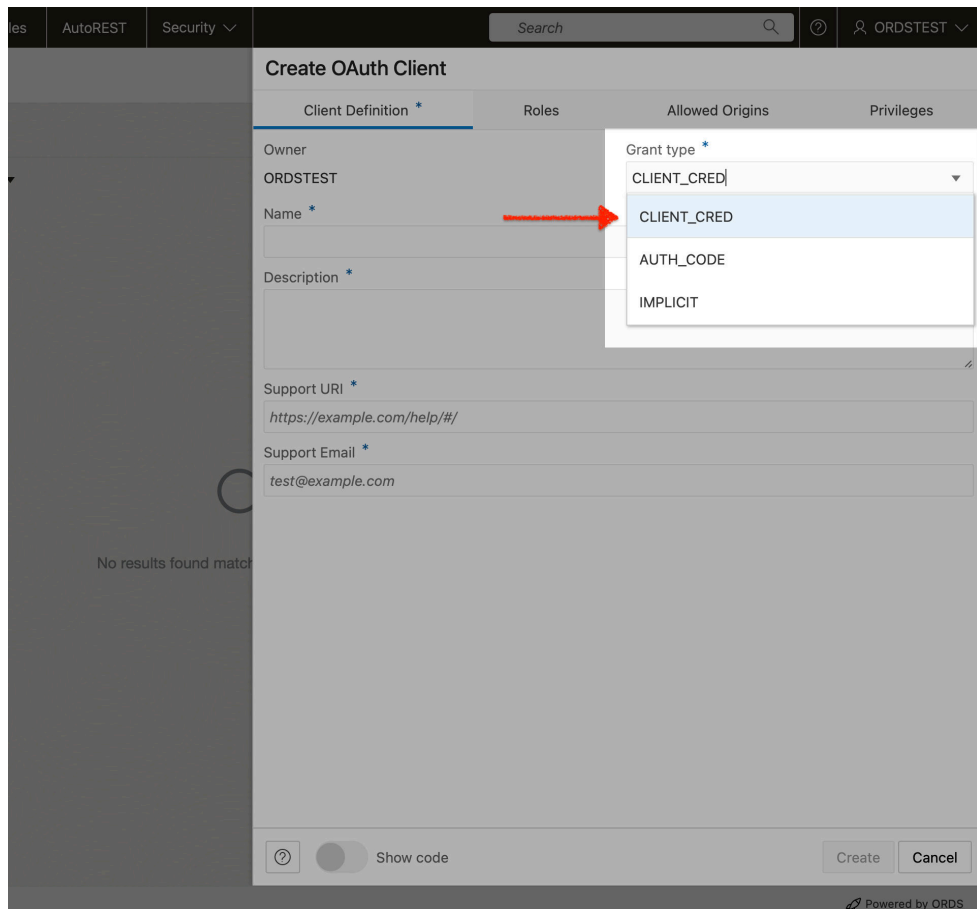 les AutoREST Security Search ORDSTEST
Create OAuth Client
Client Definition * Roles Allowed Origins Privileges
Owner
ORDSTEST
Grant type *
CLIENT_CRED
CLIENT_CRED
AUTH_CODE
IMPLICIT
Name *
Description *
Support URI *
https://example.com/help/#/
Support Email *
test@example.com
No results found match
Show code Create Cancel
Powered by ORDS